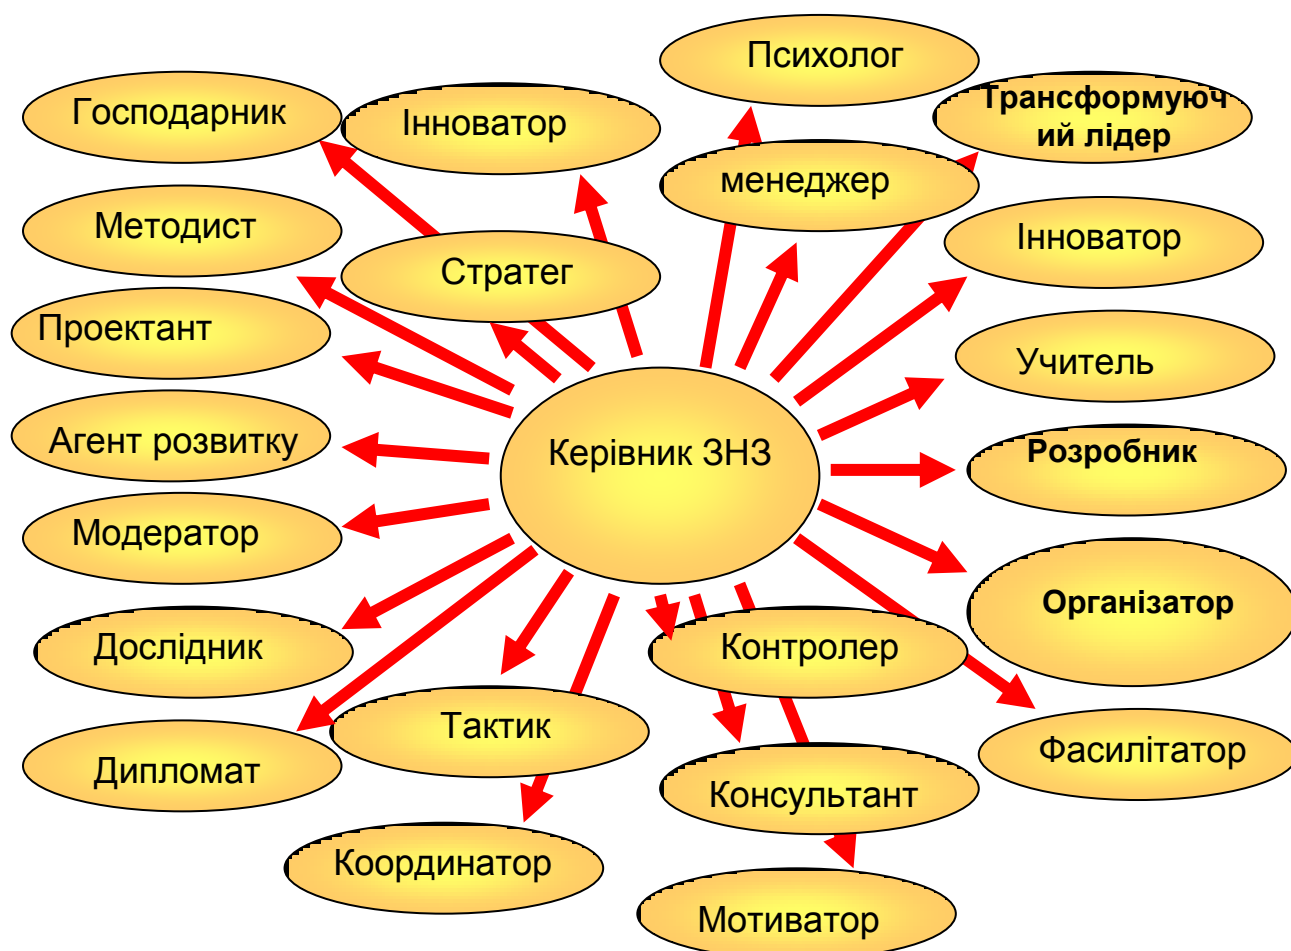 Психолог
Господарник
Інноватор
Трансформуюч
ий лідер
менеджер
Методист
Інноватор
Стратег
Проектант
Учитель
Агент розвитку
Керівник ЗНЗ
Розробник
Модератор
Організатор
Дослідник
Контролер
Тактик
Фасилітатор
Дипломат
Консультант
Координатор
Мотиватор